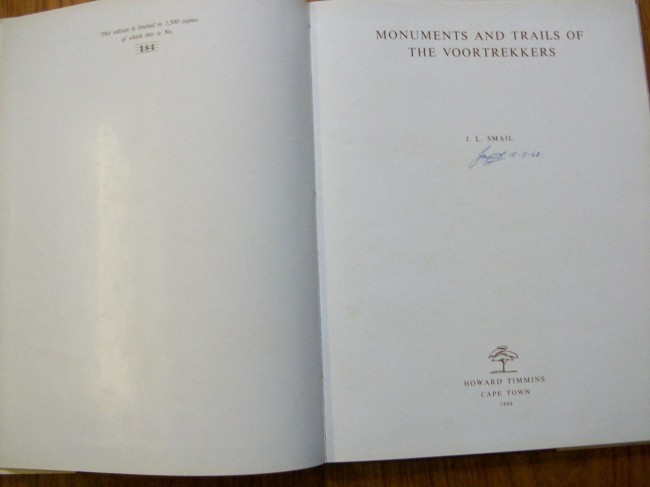 This edition is limited to 1,500 copies
of which this is No.
184
MONUMENTS AND TRAILS OF
THE VOORTREKKERS
J. L. SMAIL
HOWARD TIMMINS
CAPE TOWN
1968